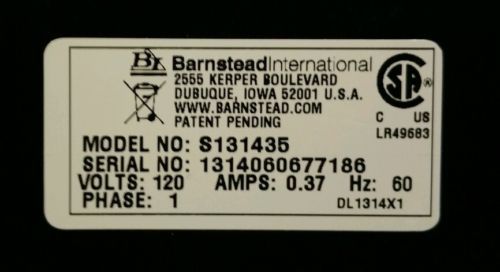 BI BarnsteadInternational
2555 KERPER BOULEVARD
DUBUQUE, IOWA 52001 U.S.A.
WWW.BARNSTEAD.COM
PATENT PENDING
SA ®
C US
LR49683
MODEL NO: S131435
SERIAL NO: 1314060677186
VOLTS: 120 AMPS: 0.37 Hz: 60
PHASE: 1
DL1314X1